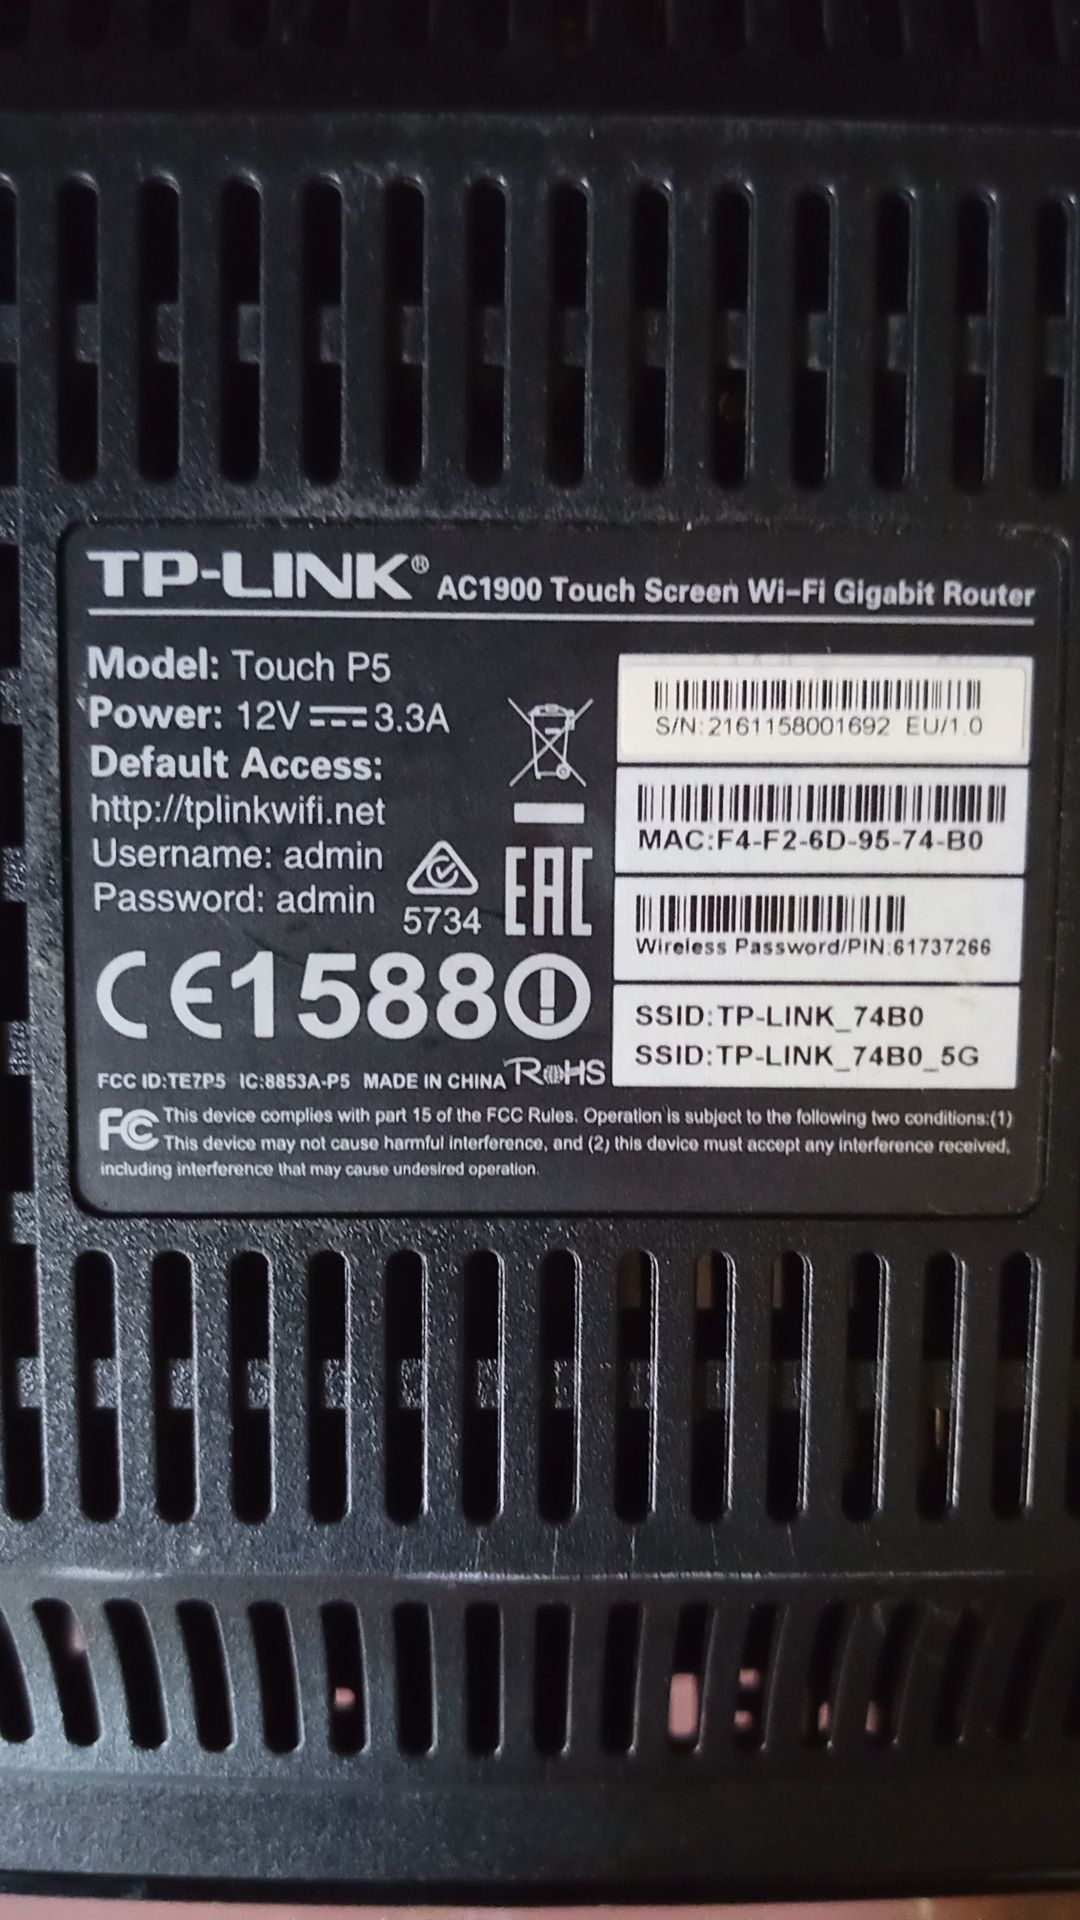 TP-LINK® AC1900 Touch Screen Wi-Fi Gigabit Router
Model: Touch P5
Power: 12V⎓3.3A
Default Access:
http://tplinkwifi.net
Username: admin
Password: admin
5734
EAC
CE1588
FCC ID:TE7P5 IC:8853A-P5 MADE IN CHINA RoHS
S/N:2161158001692 EU/1.0
MAC:F4-F2-6D-95-74-B0
Wireless Password/PIN:61737266
SSID:TP-LINK_74B0
SSID:TP-LINK_74B0_5G
FC This device complies with part 15 of the FCC Rules. Operation is subject to the following two conditions:(1)
This device may not cause harmful interference, and (2) this device must accept any interference received,
including interference that may cause undesired operation.